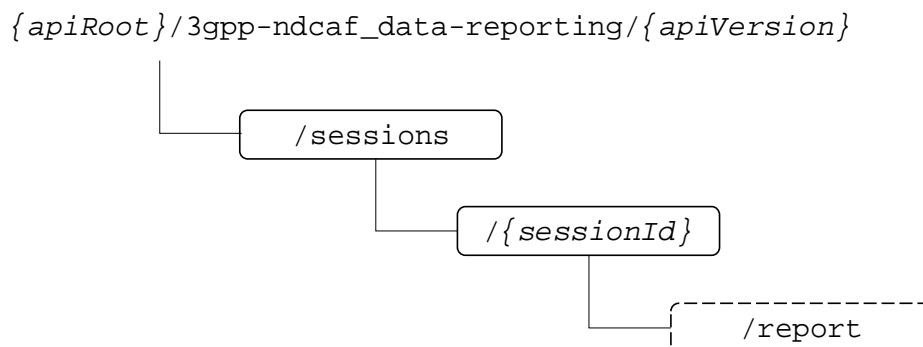 {apiRoot}/3gpp-ndcaf_data-reporting/{apiVersion}
/sessions
/{sessionId}
/report